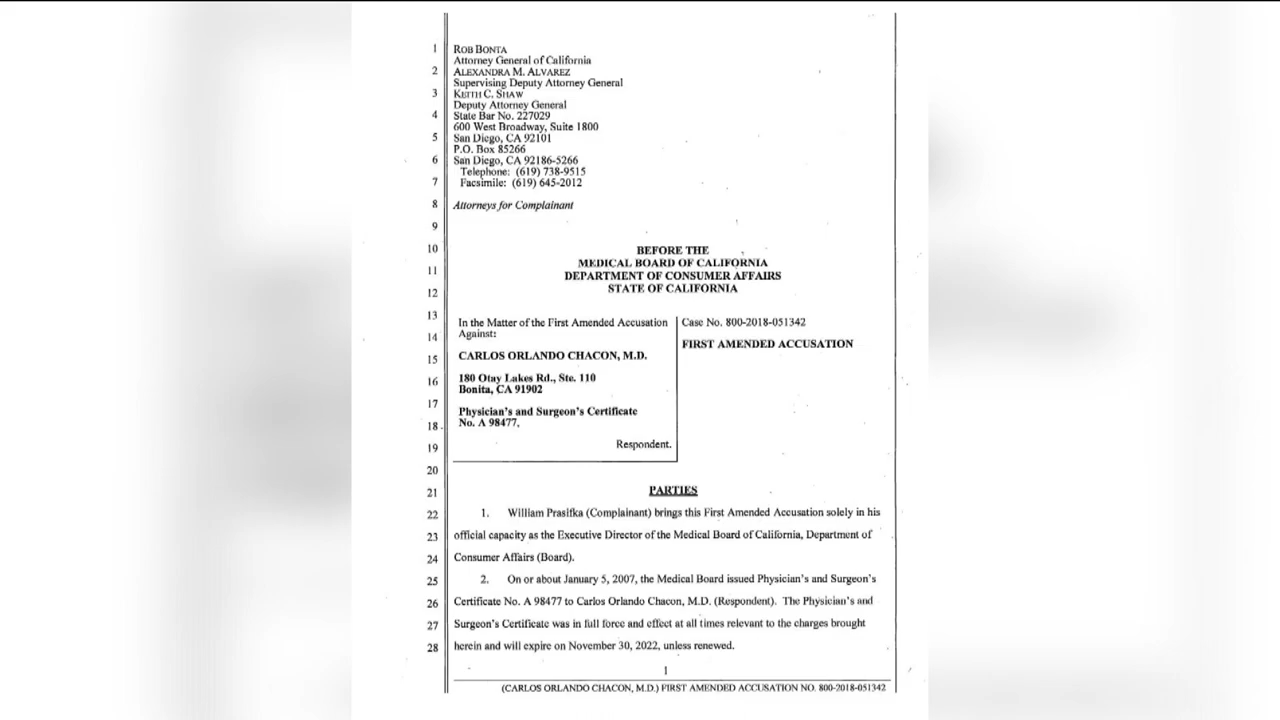 1 ROB BONTA
Attorney General of California
2 ALEXANDRA M. ALVAREZ
Supervising Deputy Attorney General
3 KEITH C. SHAW
Deputy Attorney General
4 State Bar No. 227029
600 West Broadway, Suite 1800
5 San Diego, CA 92101
P.O. Box 85266
6 San Diego, CA 92186-5266
Telephone: (619) 738-9515
7 Facsimile: (619) 645-2012
8 Attorneys for Complainant
9
10 BEFORE THE
MEDICAL BOARD OF CALIFORNIA
11 DEPARTMENT OF CONSUMER AFFAIRS
12 STATE OF CALIFORNIA
13 In the Matter of the First Amended Accusation
14 Against:
15 CARLOS ORLANDO CHACON, M.D.
16 180 Otay Lakes Rd., Ste. 110
Bonita, CA 91902
17 Physician's and Surgeon's Certificate
18 No. A 98477,
19 Respondent.
Case No. 800-2018-051342
FIRST AMENDED ACCUSATION
20
21 PARTIES
22 1. William Prasifka (Complainant) brings this First Amended Accusation solely in his
23 official capacity as the Executive Director of the Medical Board of California, Department of
24 Consumer Affairs (Board).
25 2. On or about January 5, 2007, the Medical Board issued Physician's and Surgeon's
26 Certificate No. A 98477 to Carlos Orlando Chacon, M.D. (Respondent). The Physician's and
27 Surgeon's Certificate was in full force and effect at all times relevant to the charges brought
28 herein and will expire on November 30, 2022, unless renewed.
1
(CARLOS ORLANDO CHACON, M.D.) FIRST AMENDED ACCUSATION NO. 800-2018-051342